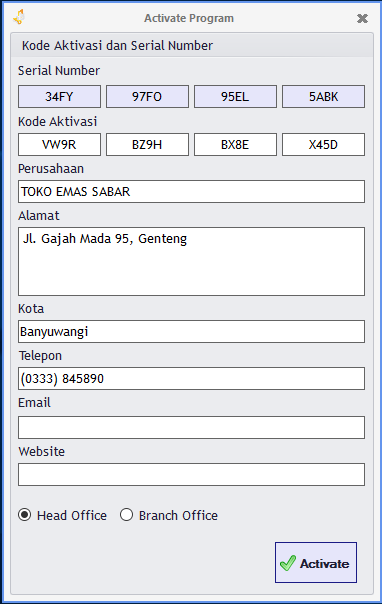 Activate Program
Kode Aktivasi dan Serial Number
Serial Number
34FY 97FO 95EL 5ABK
Kode Aktivasi
VW9R BZ9H BX8E X45D
Perusahaan
TOKO EMAS SABAR
Alamat
Jl. Gajah Mada 95, Genteng
Kota
Banyuwangi
Telepon
(0333) 845890
Email
Website
Head Office Branch Office
Activate